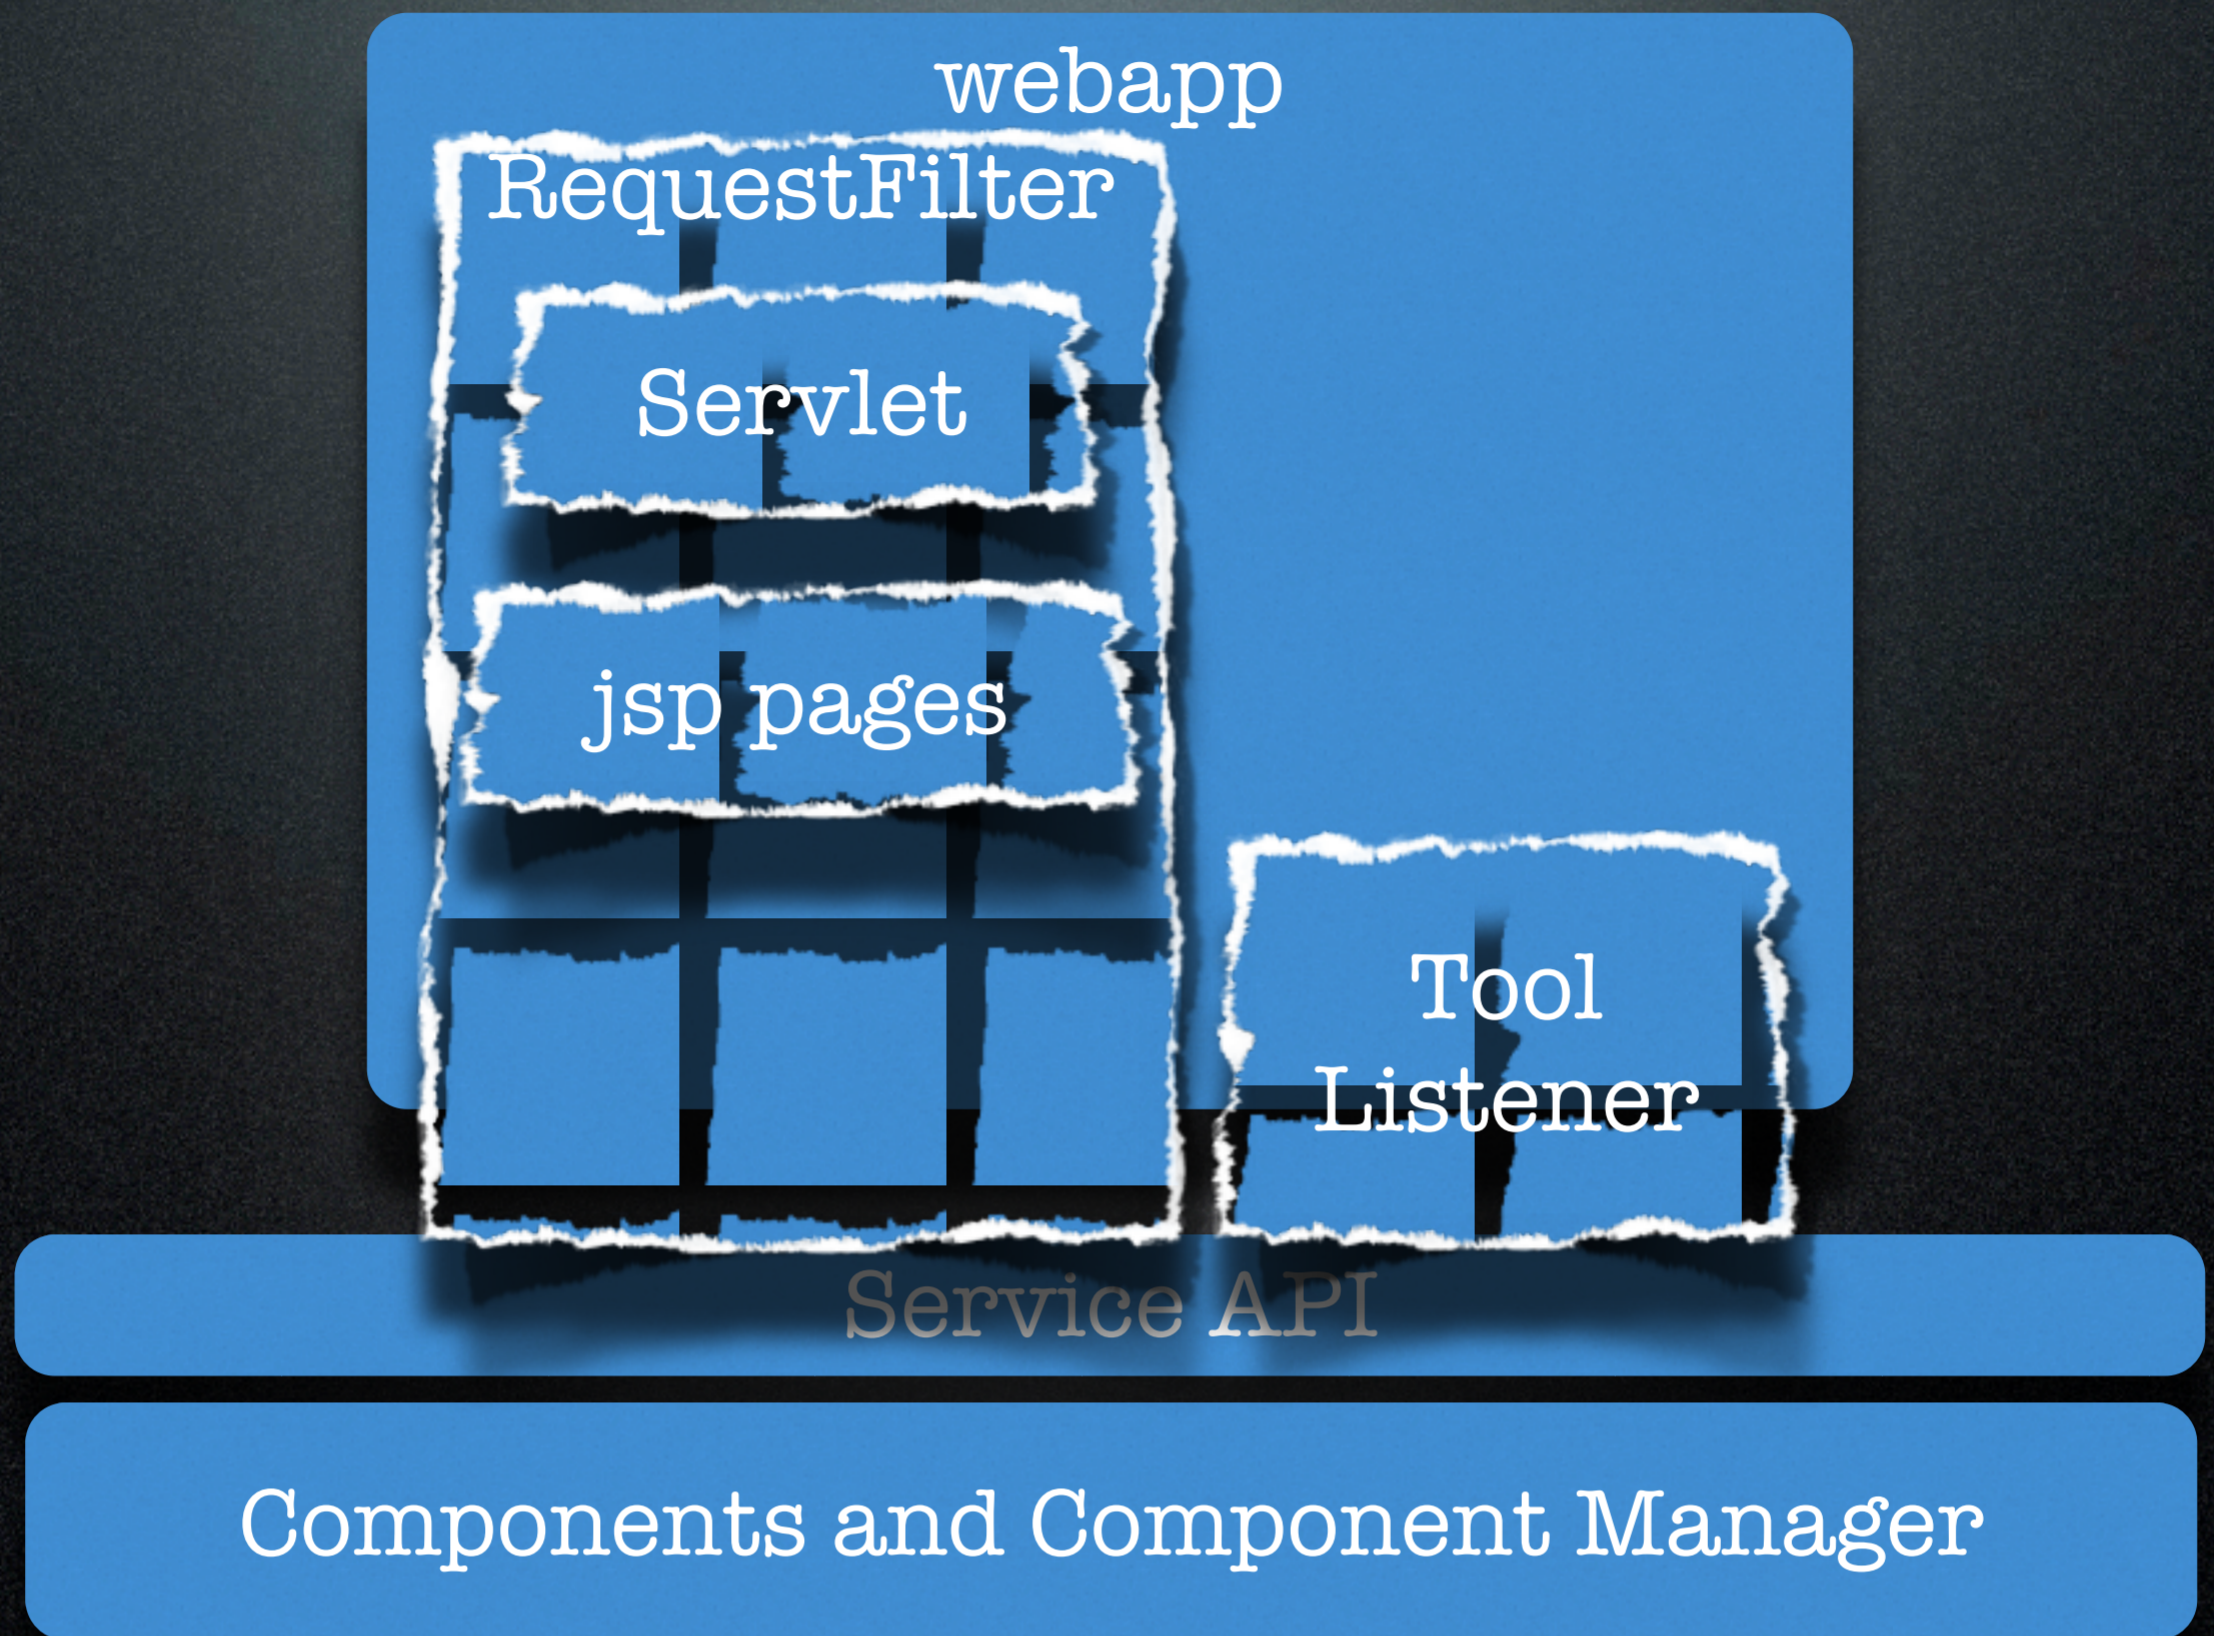 webapp
RequestFilter
Servlet
jsp pages
Tool
Listener
Service API
Components and Component Manager